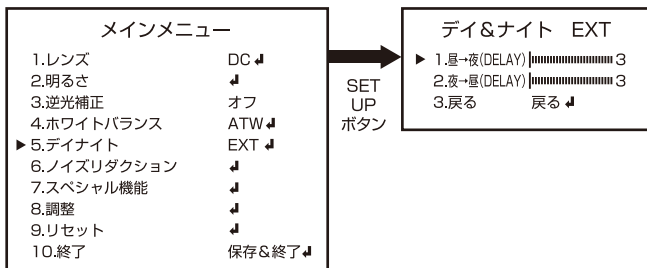 メインメニュー
1.レンズ DC↲
2.明るさ ↲
3.逆光補正 オフ
4.ホワイトバランス ATW↲
▶5.デイナイト EXT↲
6.ノイズリダクション ↲
7.スペシャル機能 ↲
8.調整 ↲
9.リセット ↲
10.終了 保存&終了↲
SET
UP
ボタン
デイ&ナイト EXT
▶ 1.昼→夜(DELAY) 3
2.夜→昼(DELAY) 3
3.戻る 戻る↲